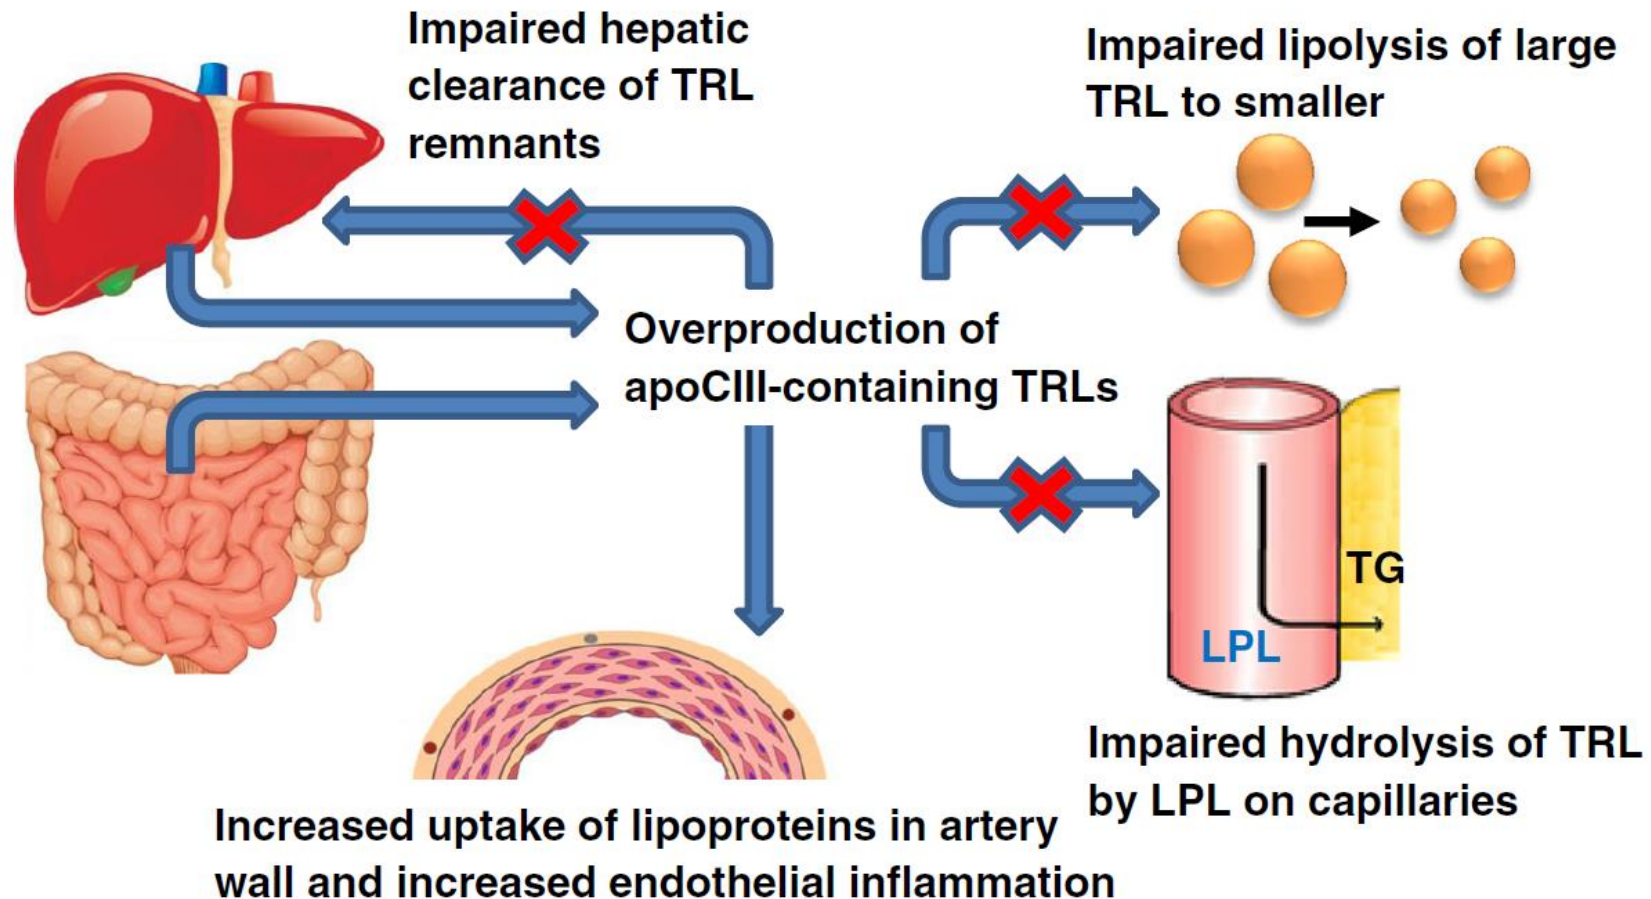 Impaired hepatic
clearance of TRL
remnants
Impaired lipolysis of large
TRL to smaller
Overproduction of
apoCIII-containing TRLs
TG
LPL
Impaired hydrolysis of TRL
by LPL on capillaries
Increased uptake of lipoproteins in artery
wall and increased endothelial inflammation